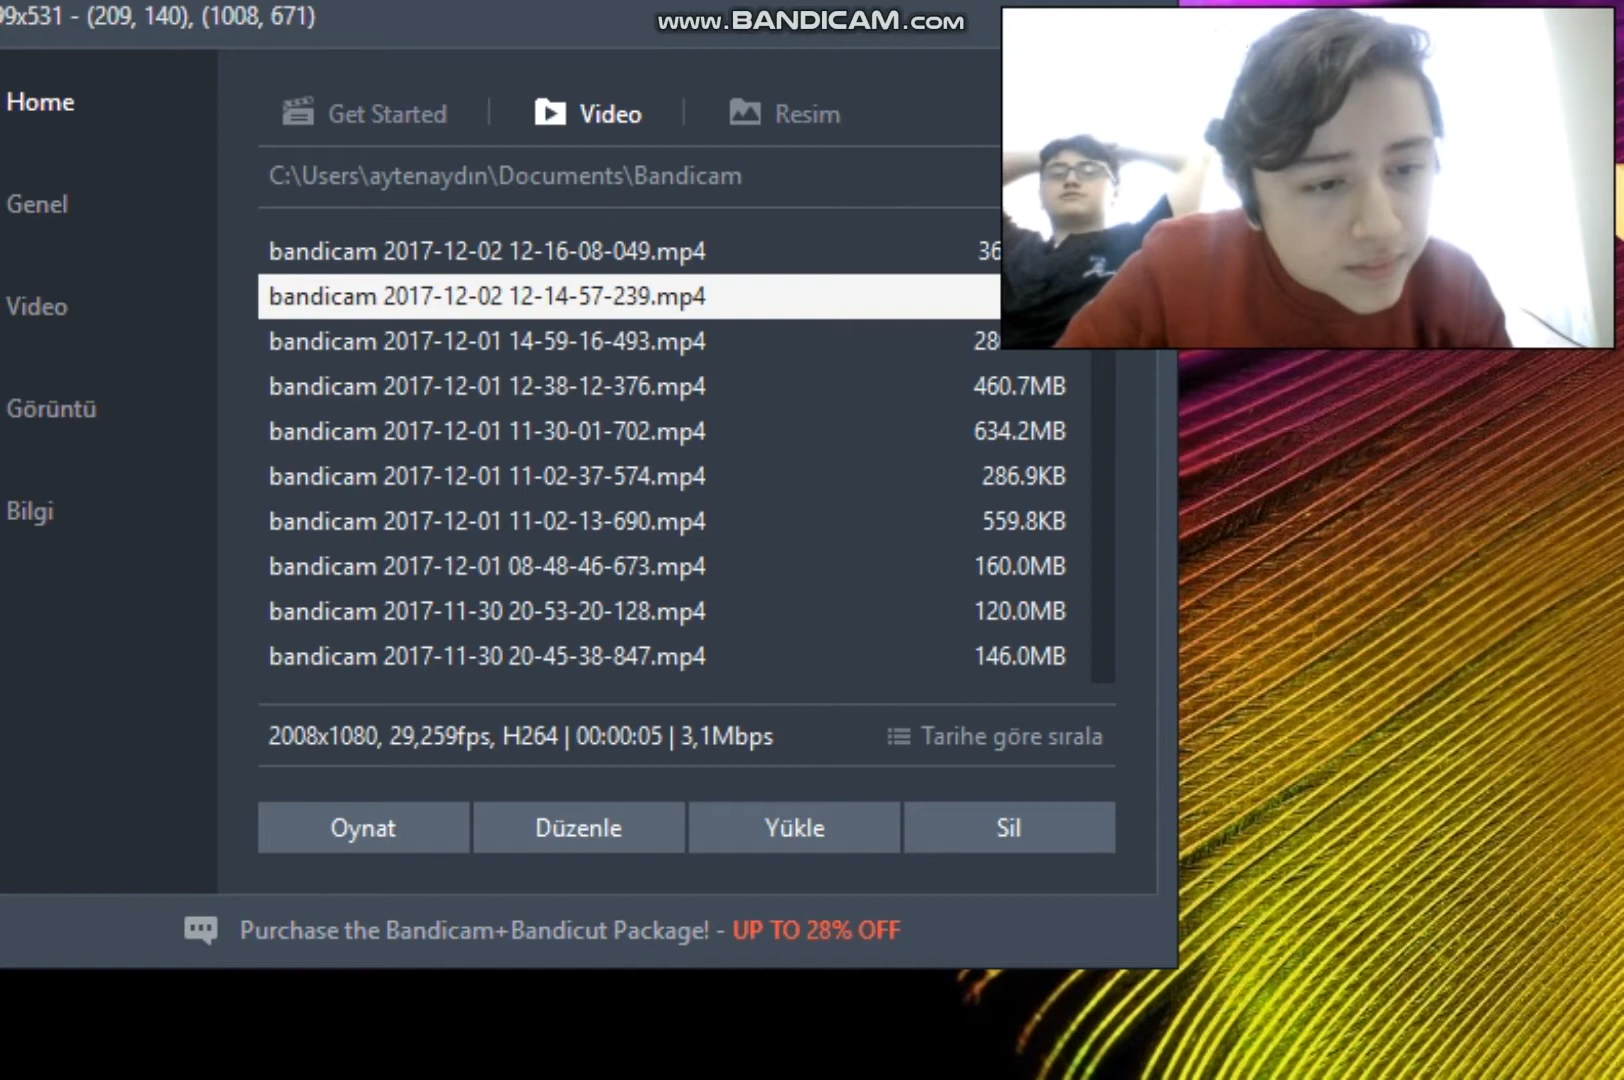 99x531 - (209, 140), (1008, 671)
www.BANDICAM.com
Home
Genel
Video
Görüntü
Bilgi
Get Started
Video
Resim
C:\Users\aytenaydın\Documents\Bandicam
bandicam 2017-12-02 12-16-08-049.mp4 36
bandicam 2017-12-02 12-14-57-239.mp4
bandicam 2017-12-01 14-59-16-493.mp4 28
bandicam 2017-12-01 12-38-12-376.mp4 460.7MB
bandicam 2017-12-01 11-30-01-702.mp4 634.2MB
bandicam 2017-12-01 11-02-37-574.mp4 286.9KB
bandicam 2017-12-01 11-02-13-690.mp4 559.8KB
bandicam 2017-12-01 08-48-46-673.mp4 160.0MB
bandicam 2017-11-30 20-53-20-128.mp4 120.0MB
bandicam 2017-11-30 20-45-38-847.mp4 146.0MB
2008x1080, 29,259fps, H264 | 00:00:05 | 3,1Mbps
Tarihe göre sırala
Oynat
Düzenle
Yükle
Sil
Purchase the Bandicam+Bandicut Package! - UP TO 28% OFF